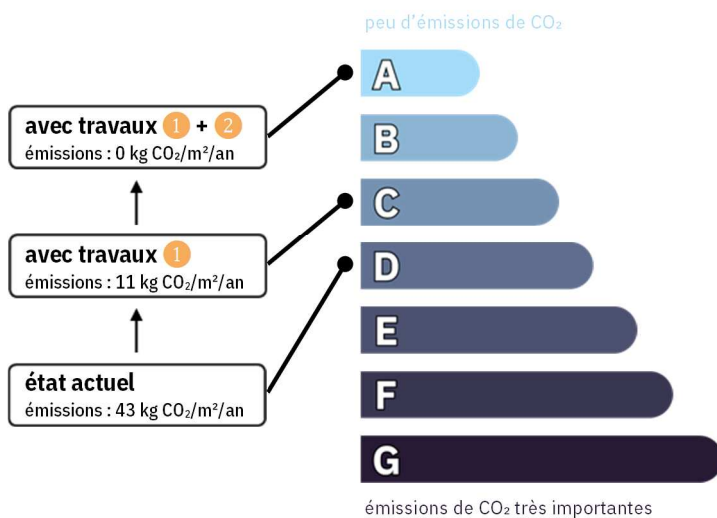 peu d'émissions de CO₂
A
avec travaux 1 + 2
émissions : 0 kg CO₂/m²/an
B
C
avec travaux 1
émissions : 11 kg CO₂/m²/an
D
E
état actuel
émissions : 43 kg CO₂/m²/an
F
G
émissions de CO₂ très importantes